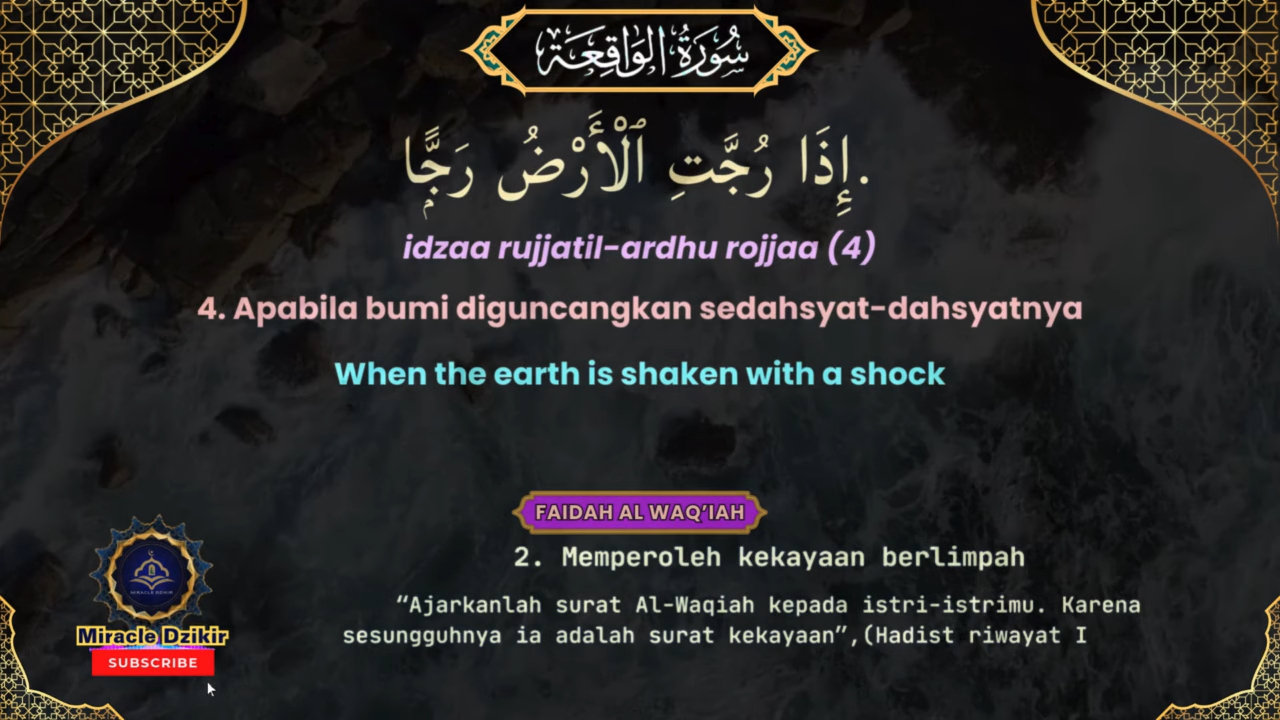 سُورَةُ الوَاقِعَة
إِذَا رُجَّتِ ٱلْأَرْضُ رَجًّۭا.
idzaa rujjatil-ardhu rojjaa (4)
4. Apabila bumi diguncangkan sedahsyat-dahsyatnya
When the earth is shaken with a shock
FAIDAH AL WAQ’IAH
2. Memperoleh kekayaan berlimpah
“Ajarkanlah surat Al-Waqiah kepada istri-istrimu. Karena
sesungguhnya ia adalah surat kekayaan”,(Hadist riwayat I
MIRACLE DZIKIR
Miracle Dzikir
SUBSCRIBE